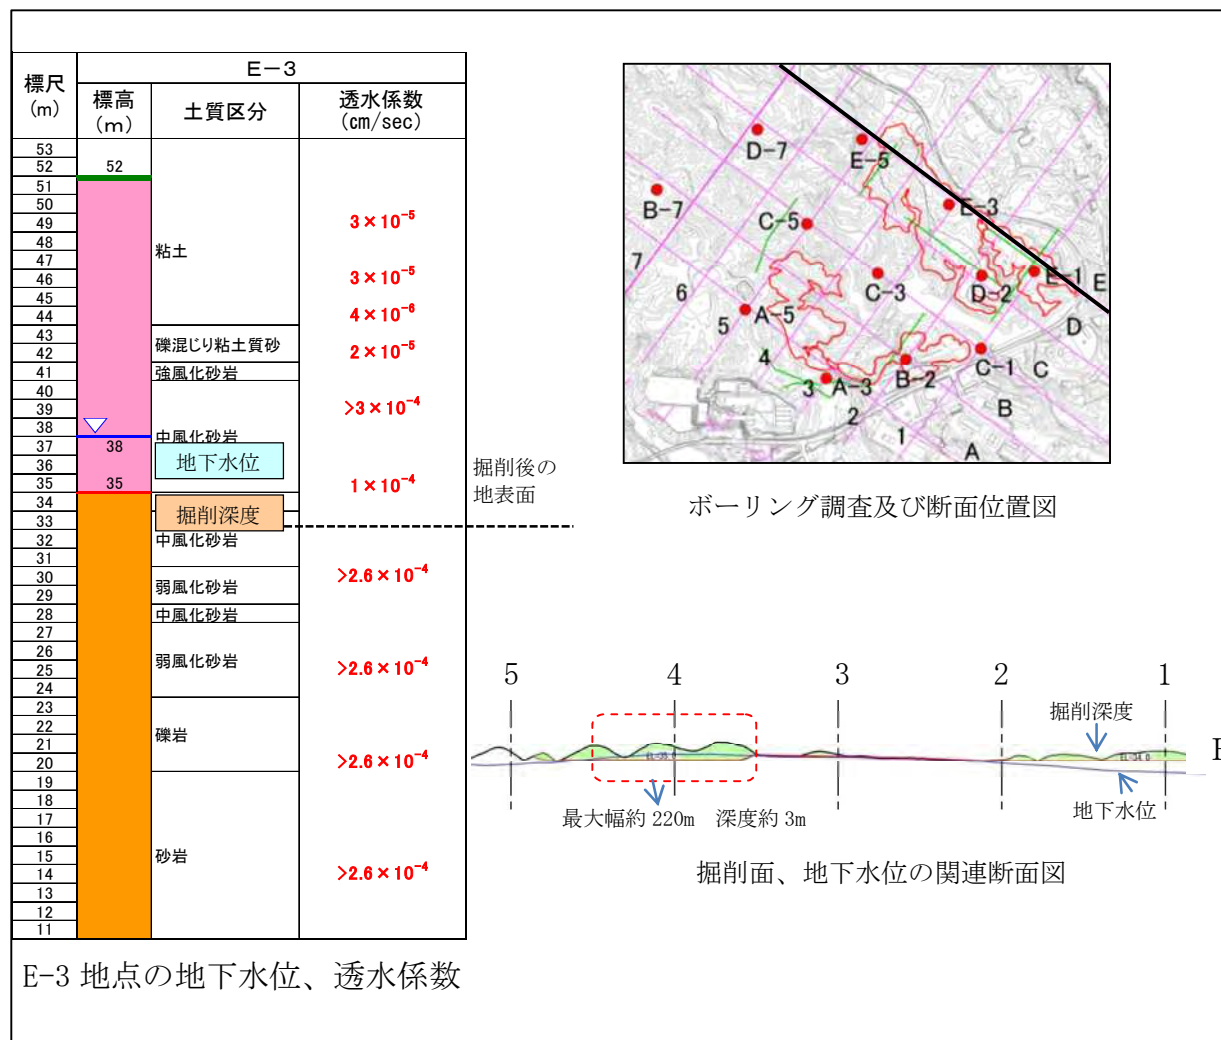 E-3
標尺
(m)
標高
(m)
土質区分
透水係数
(cm/sec)
53
52
52
51
50
49
3×10⁻⁵
48
粘土
47
46
3×10⁻⁵
45
44
4×10⁻⁶
43
礫混じり粘土質砂
42
2×10⁻⁵
41
強風化砂岩
40
39
>3×10⁻⁴
38
中風化砂岩
37
38
地下水位
36
35
35
1×10⁻⁴
掘削後の
地表面
34
掘削深度
33
32
中風化砂岩
31
30
>2.6×10⁻⁴
弱風化砂岩
29
28
中風化砂岩
27
26
弱風化砂岩
25
>2.6×10⁻⁴
24
23
22
礫岩
21
20
>2.6×10⁻⁴
19
18
17
16
15
砂岩
14
>2.6×10⁻⁴
13
12
11
E-3 地点の地下水位、透水係数
D-7
E-5
B-7
E-3
C-5
7
6
C-3
D-2
E-1
E
5
A-5
D
4
C-1
C
3
A-3
B-2
B
2
1
A
ボーリング調査及び断面位置図
5
4
3
2
1
掘削深度
EL-35.0
EL-34.0
E
最大幅約 220m 深度約 3m
地下水位
掘削面、地下水位の関連断面図